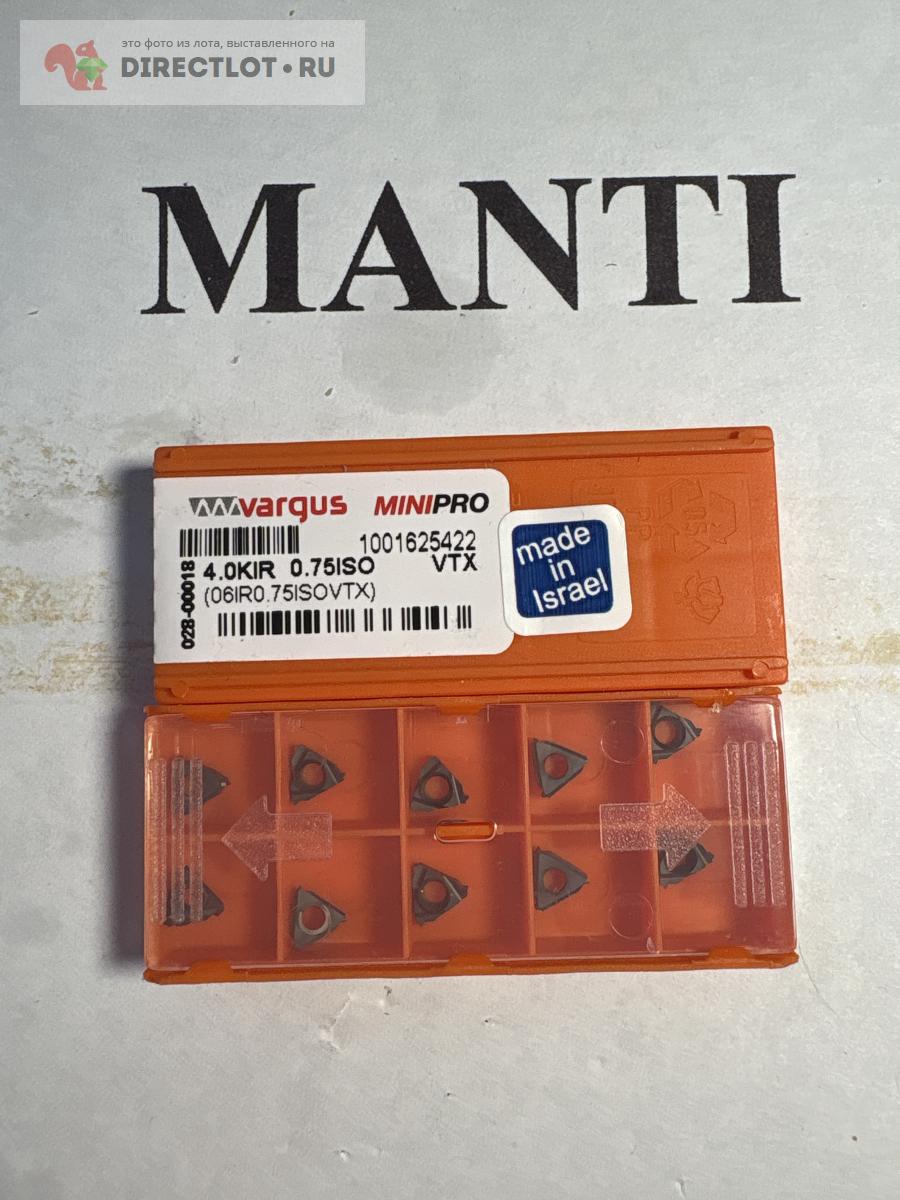 это фото из лота, выставленного на
DIRECTLOT•RU
MANTI
vargus MINIPRO
1001625422
4.0KIR 0.75ISO VTX
(06IR0.75ISOVTX)
028-00018
made
in
Israel